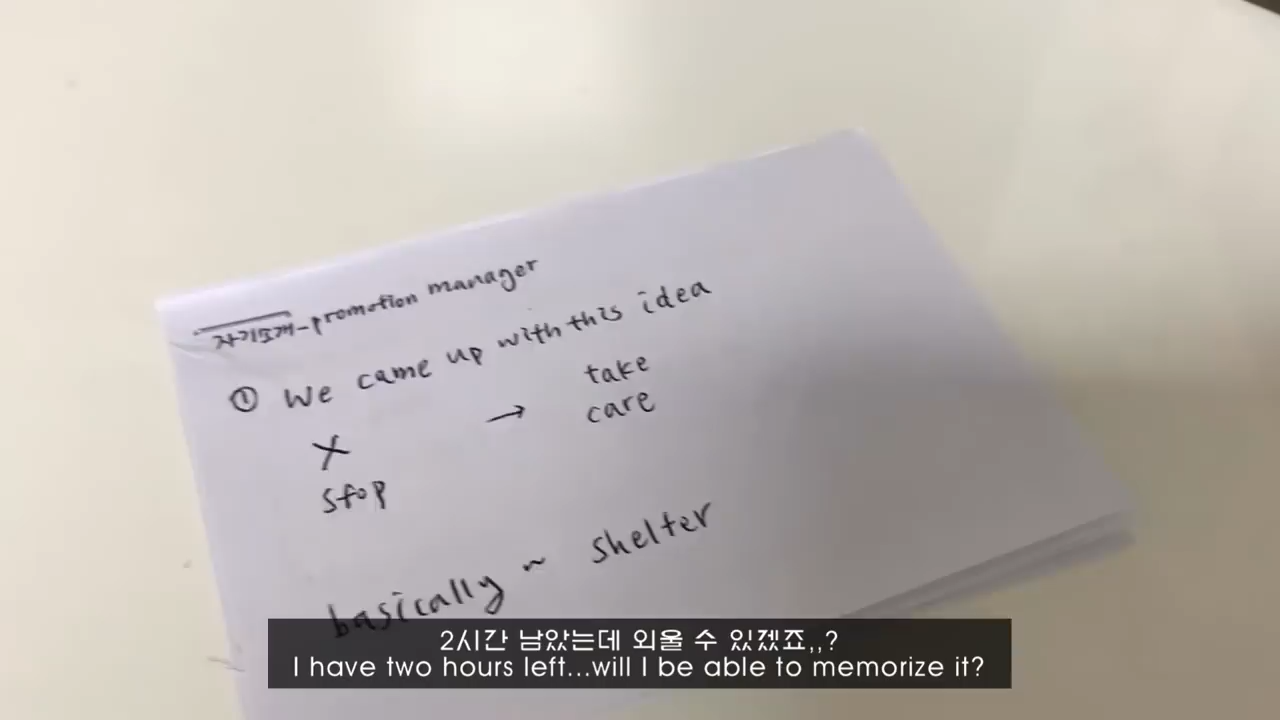 자기소개-promotion manager
① We came up with this idea
X → take
stop care
basically ~ shelter
2시간 남았는데 외울 수 있겠죠,,?
I have two hours left...will I be able to memorize it?